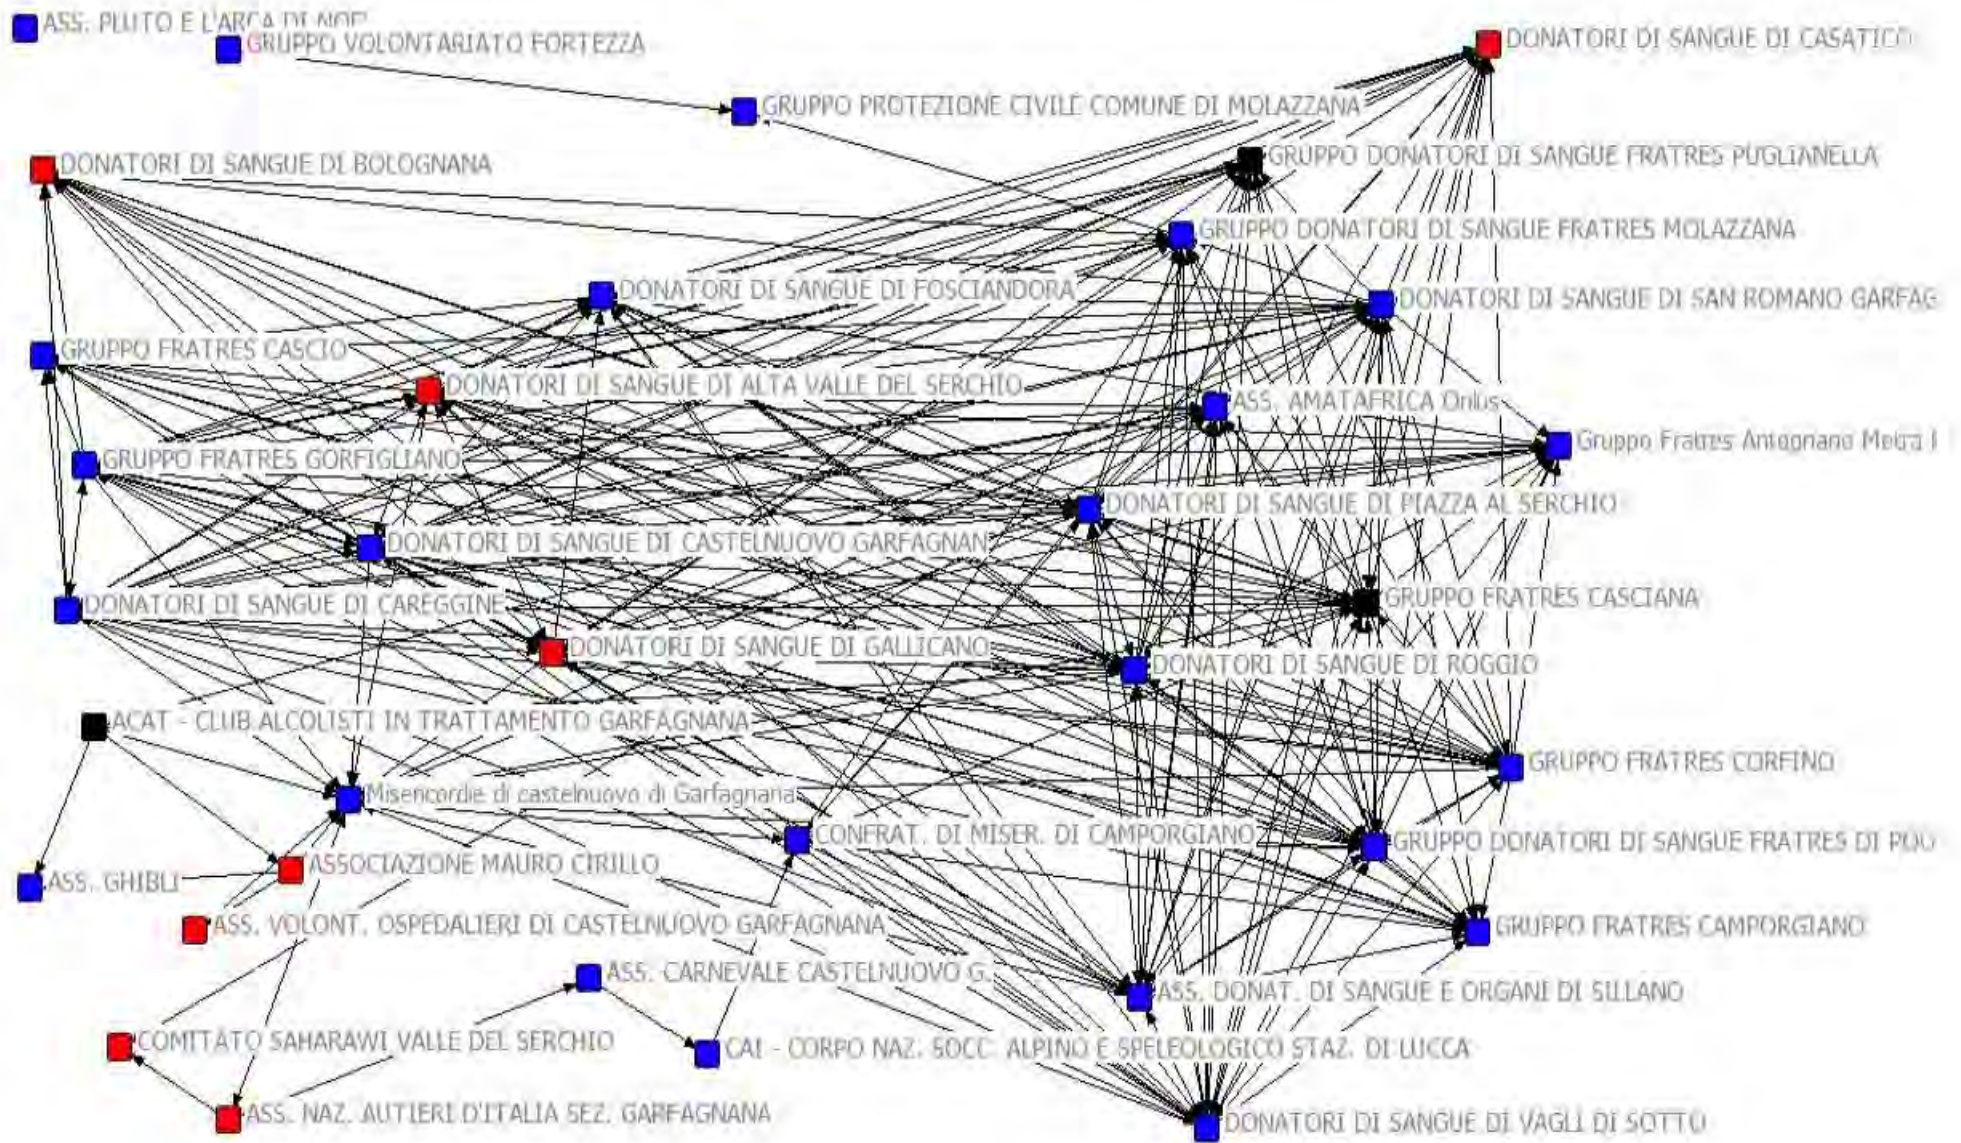 ASS. PLUTO E L'ARCA DI NOE'
GRUPPO VOLONTARIATO FORTEZZA
DONATORI DI SANGUE DI CASATICO
GRUPPO PROTEZIONE CIVILE COMUNE DI MOLAZZANA
DONATORI DI SANGUE DI BOLOGNANA
GRUPPO DONATORI DI SANGUE FRATRES PUGLIANELLA
GRUPPO DONATORI DI SANGUE FRATRES MOLAZZANA
DONATORI DI SANGUE DI FOSCIANDORA
DONATORI DI SANGUE DI SAN ROMANO GARFAG
GRUPPO FRATRES CASCIO
DONATORI DI SANGUE DI ALTA VALLE DEL SERCHIO
ASS. AMATAFRICA Onlus
Gruppo Fratres Antognano
GRUPPO FRATRES GORFIGLIANO
DONATORI DI SANGUE DI PIAZZA AL SERCHIO
DONATORI DI SANGUE DI CASTELNUOVO GARFAGNAN
DONATORI DI SANGUE DI CAREGGINE
GRUPPO FRATRES CASCIANA
DONATORI DI SANGUE DI GALLICANO
DONATORI DI SANGUE DI ROGGIO
ACAT - CLUB ALCOLISTI IN TRATTAMENTO GARFAGNANA
GRUPPO FRATRES CORFINO
Misericordie di castelnuovo di Garfagnana
CONFRAT. DI MISER. DI CAMPORGIANO
GRUPPO DONATORI DI SANGUE FRATRES DI
ASSOCIAZIONE MAURO CIRILLO
ASS. GHIBLI
ASS. VOLONT. OSPEDALIERI DI CASTELNUOVO GARFAGNANA
GRUPPO FRATRES CAMPORGIANO
ASS. CARNEVALE CASTELNUOVO G.
ASS. DONAT. DI SANGUE E ORGANI DI SILLANO
COMITATO SAHARAWI VALLE DEL SERCHIO
CAI - CORPO NAZ. SOCC. ALPINO E SPELEOLOGICO STAZ. DI LUCCA
ASS. NAZ. AUTIERI D'ITALIA SEZ. GARFAGNANA
DONATORI DI SANGUE DI VAGLI DI SOTTO